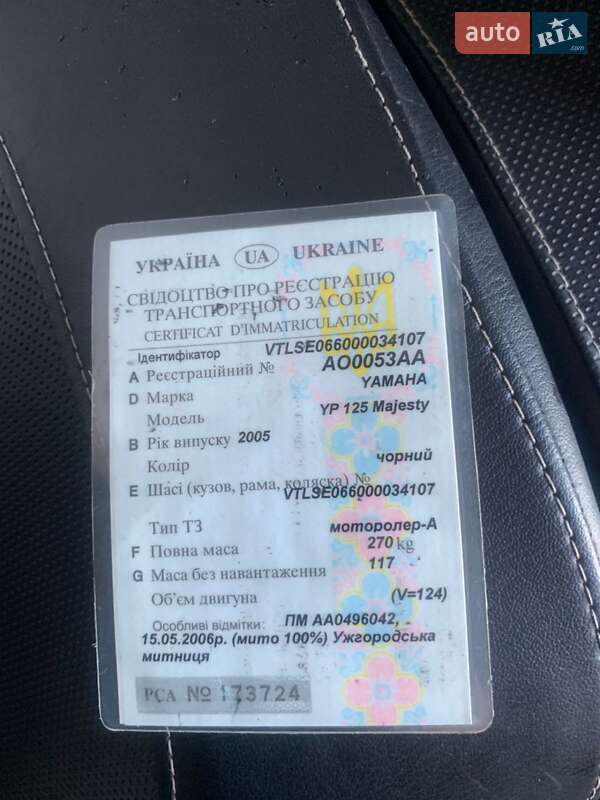 auto RIA .com
УКРАЇНА UA UKRAINE
СВІДОЦТВО ПРО РЕЄСТРАЦІЮ
ТРАНСПОРТНОГО ЗАСОБУ
CERTIFICAT D'IMMATRICULATION
Ідентифікатор VTLSE066000034107
A Реєстраційний № АО0053АА
D Марка YAMAHA
Модель YP 125 Majesty
B Рік випуску 2005
Колір чорний
E Шасі (кузов, рама, коляска) №
VTLSE066000034107
Тип ТЗ моторолер-А
F Повна маса 270 kg
G Маса без навантаження 117
Об'єм двигуна (V=124)
Особливі відмітки: ПМ АА0496042,
15.05.2006р. (мито 100%) Ужгородська
митниця
РСА № 173724